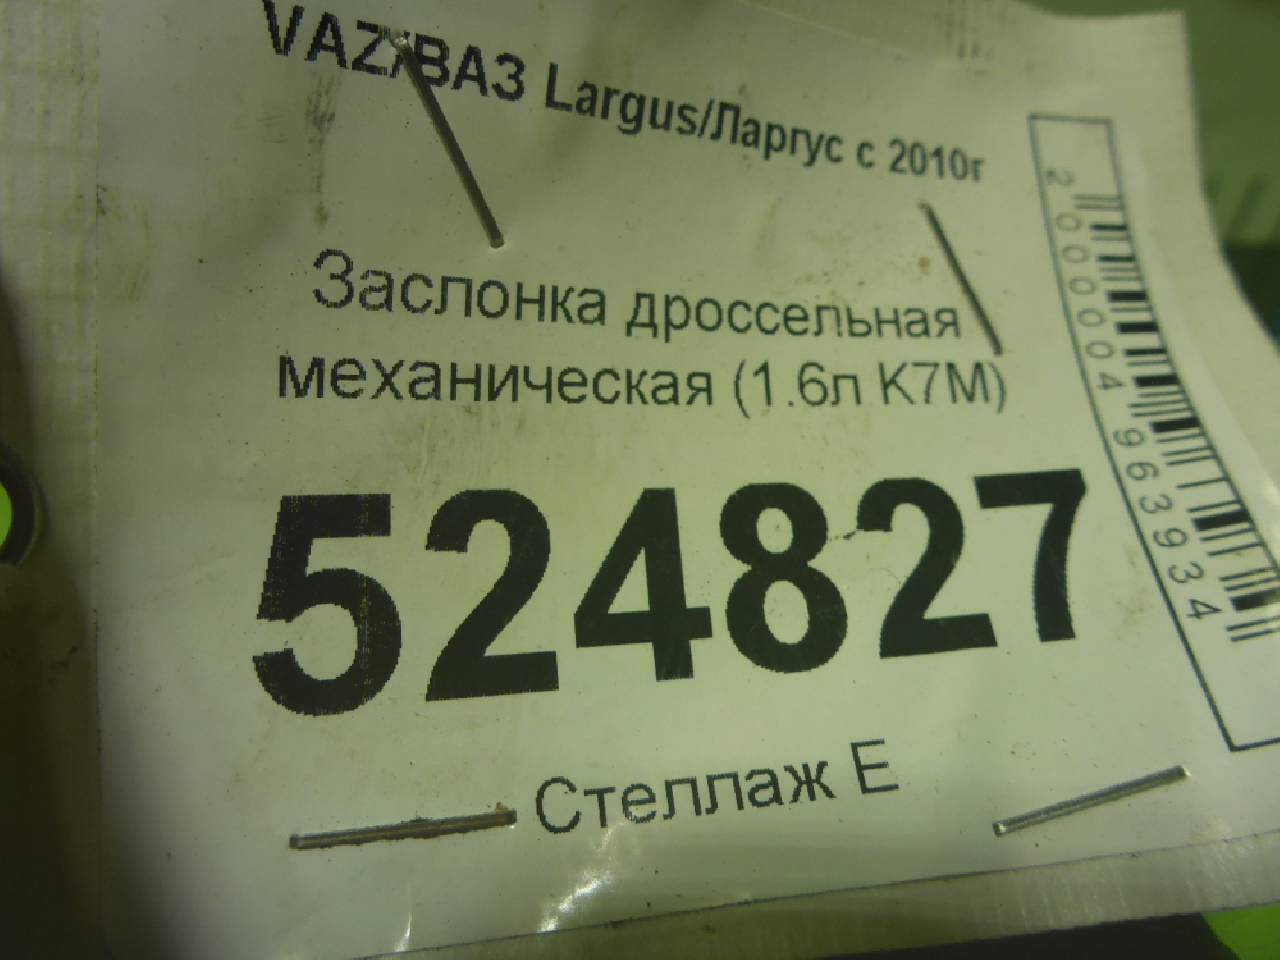 VAZ/ВАЗ Largus/Ларгус с 2010г
Заслонка дроссельная
механическая (1.6л K7M)
524827
Стеллаж Е
2000004963934